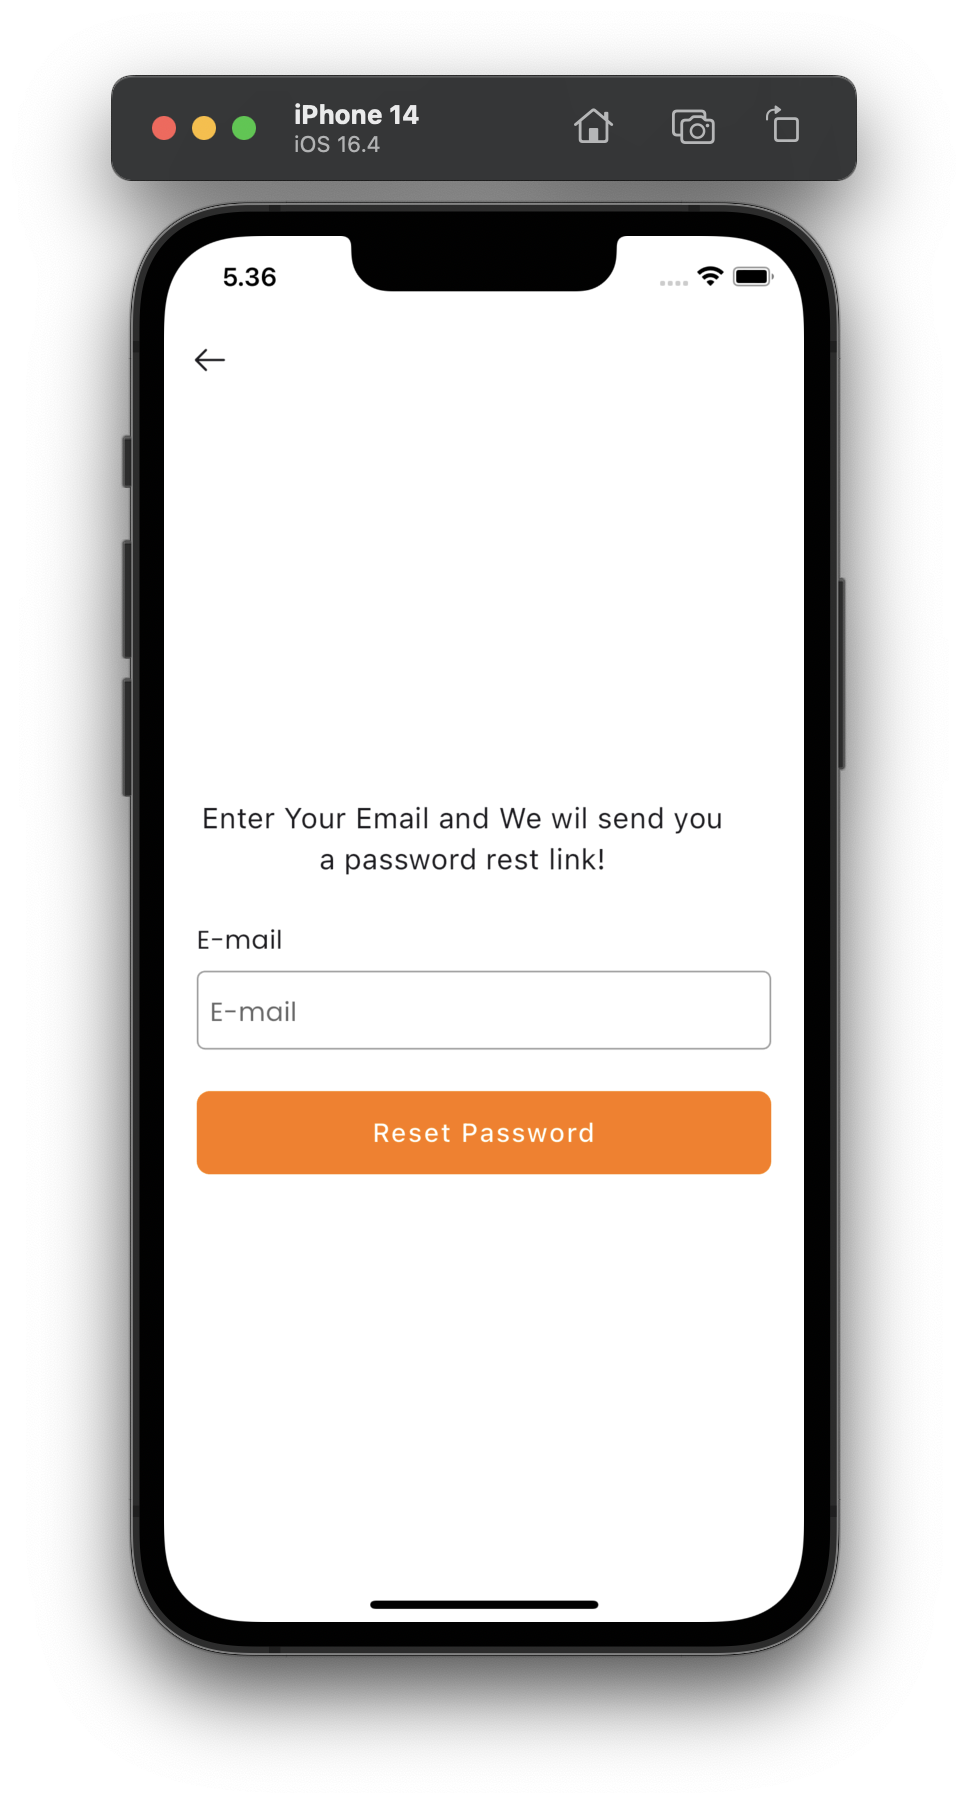 iPhone 14
iOS 16.4
5.36
Enter Your Email and We wil send you
a password rest link!
E-mail
E-mail
Reset Password